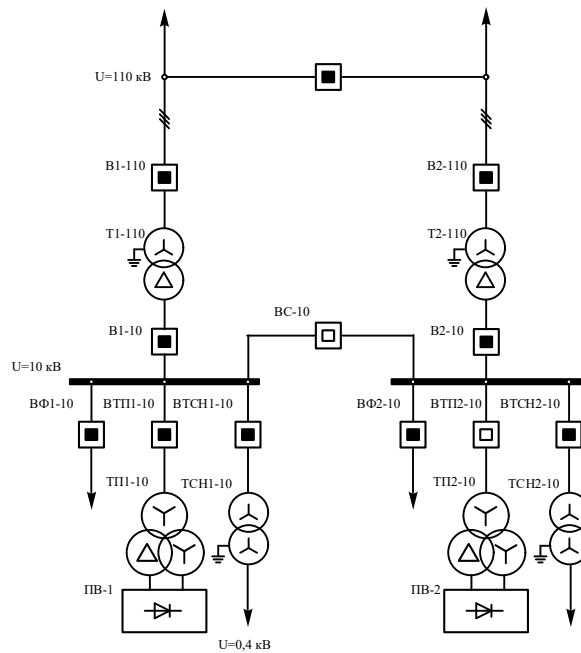 U=110 кВ
В1-110
В2-110
Т1-110
Т2-110
ВС-10
В1-10
В2-10
U=10 кВ
ВФ1-10
ВТП1-10
ВТСН1-10
ВФ2-10
ВТП2-10
ВТСН2-10
ТП1-10
ТСН1-10
ТП2-10
ТСН2-10
ПВ-1
ПВ-2
U=0,4 кВ